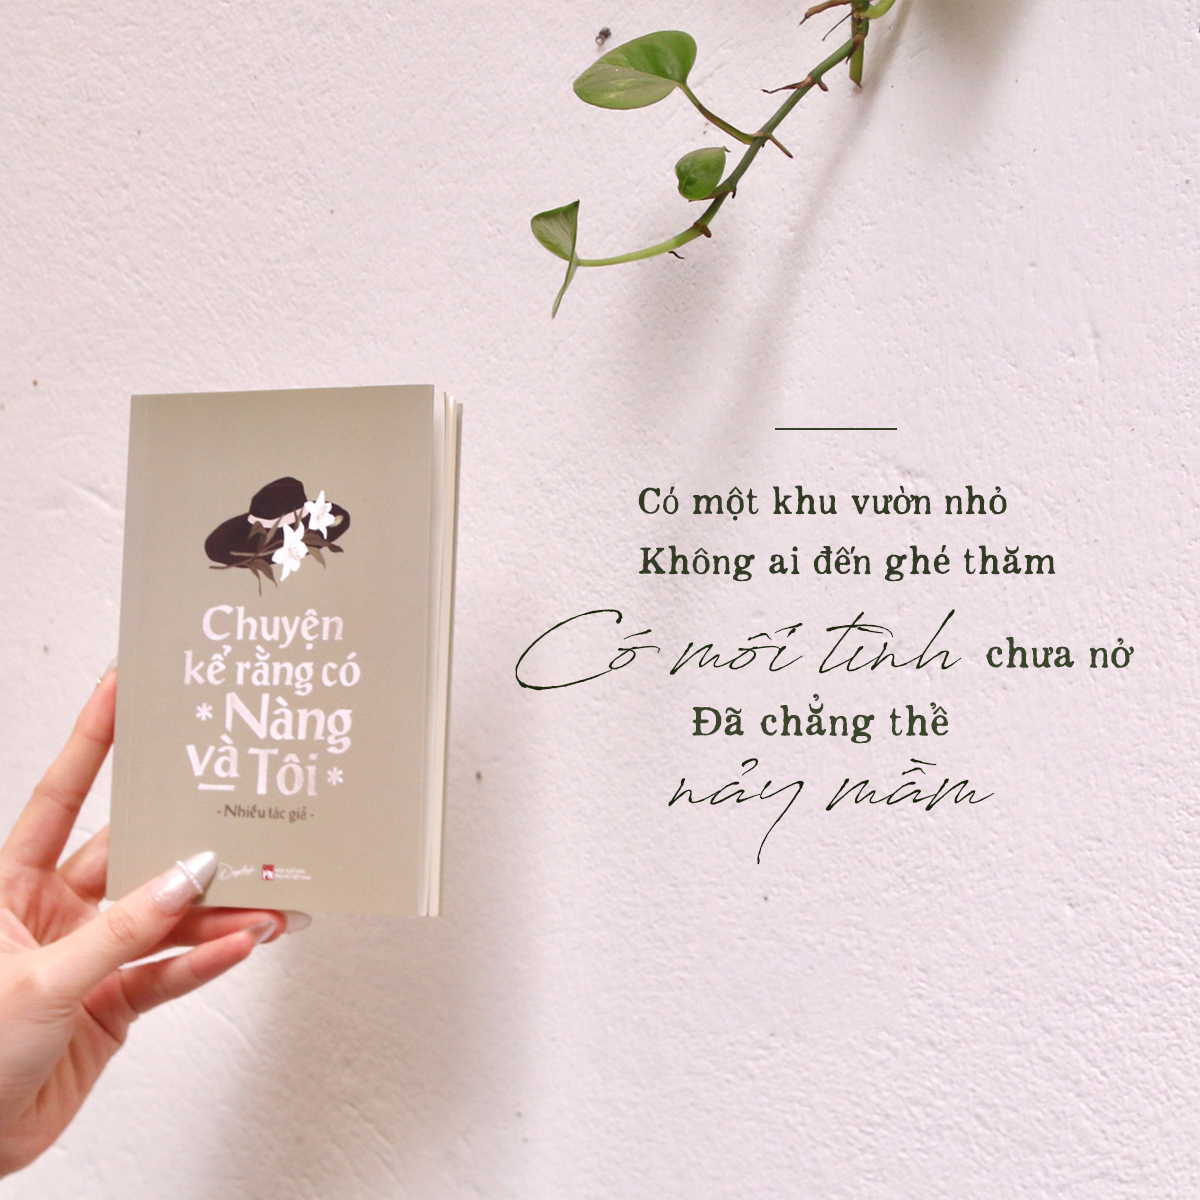 Chuyện
kể rằng có
* Nàng
và Tôi *
- Nhiều tác giả -
Có một khu vườn nhỏ
Không ai đến ghé thăm
Có mối tình chưa nở
Đã chẳng thể
nảy mầm